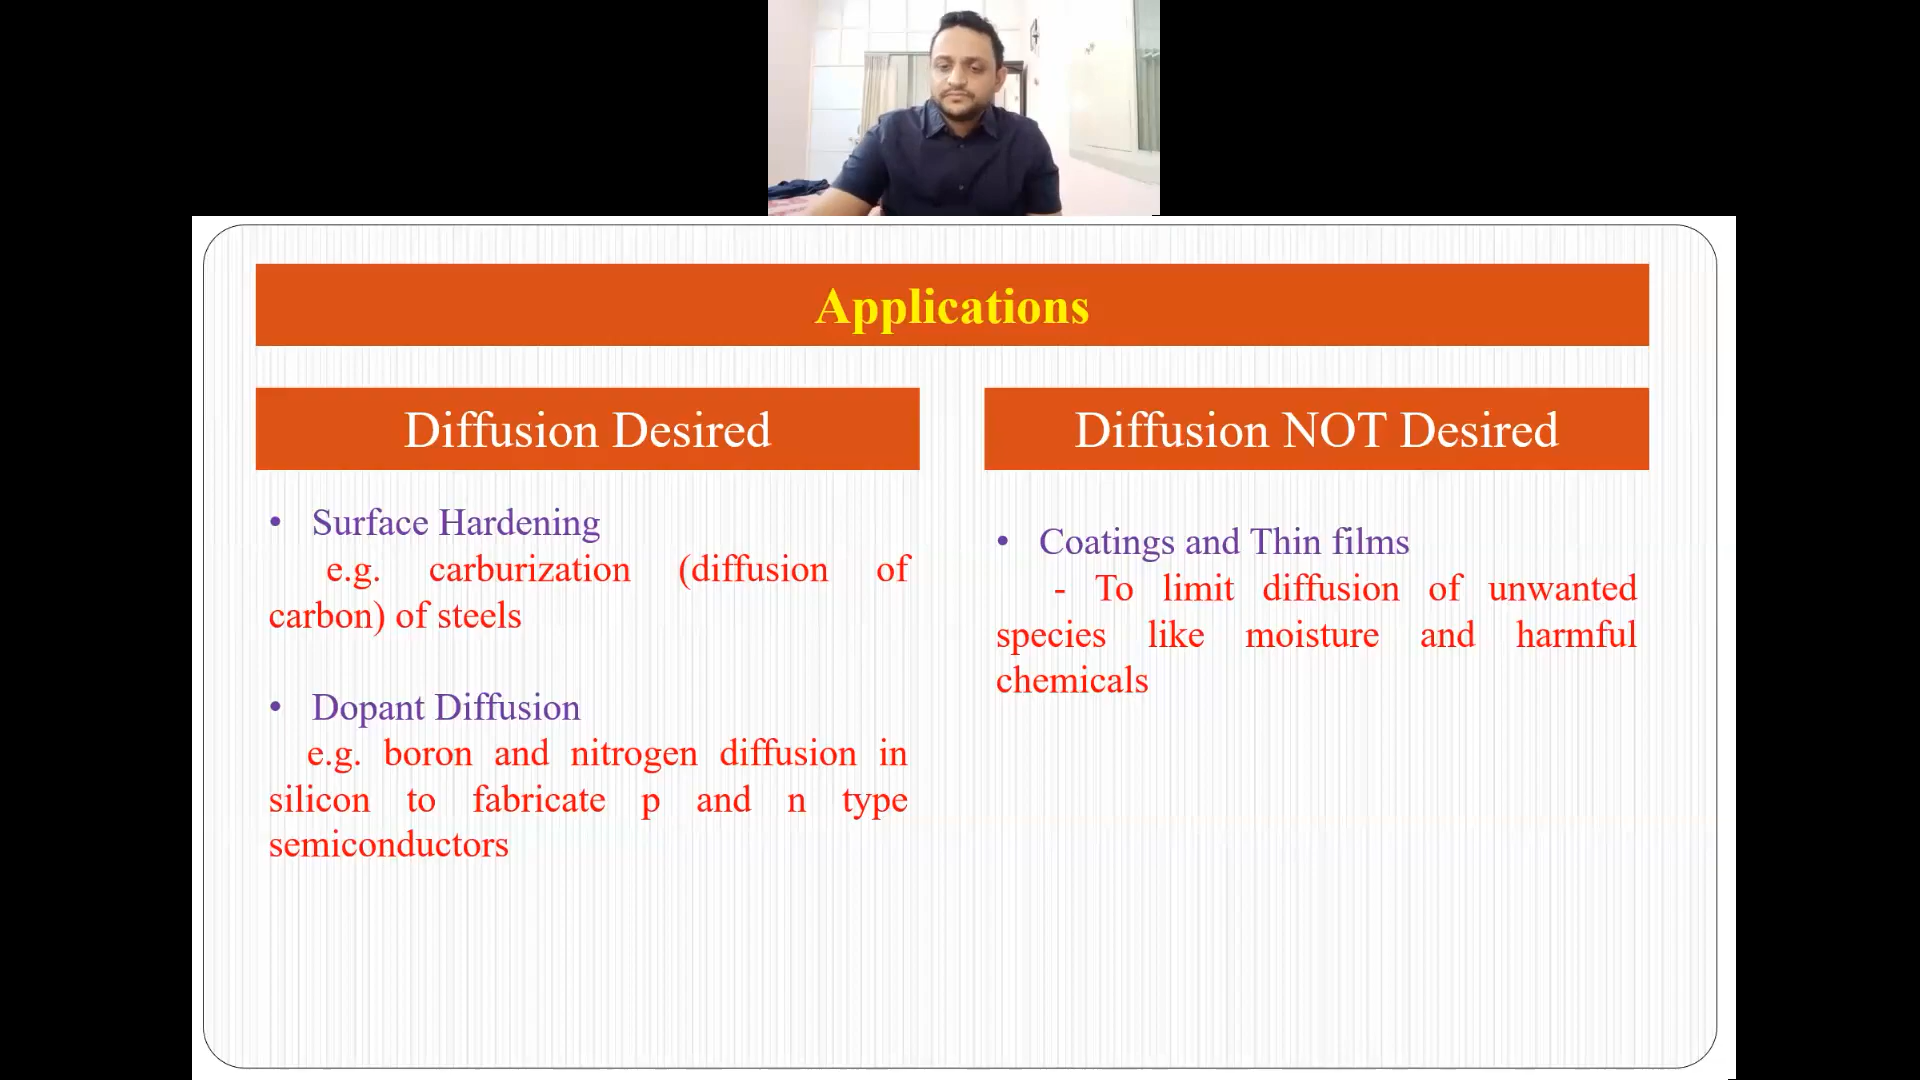 Applications
Diffusion Desired
• Surface Hardening
e.g. carburization (diffusion of
carbon) of steels
• Dopant Diffusion
e.g. boron and nitrogen diffusion in
silicon to fabricate p and n type
semiconductors
Diffusion NOT Desired
• Coatings and Thin films
- To limit diffusion of unwanted
species like moisture and harmful
chemicals